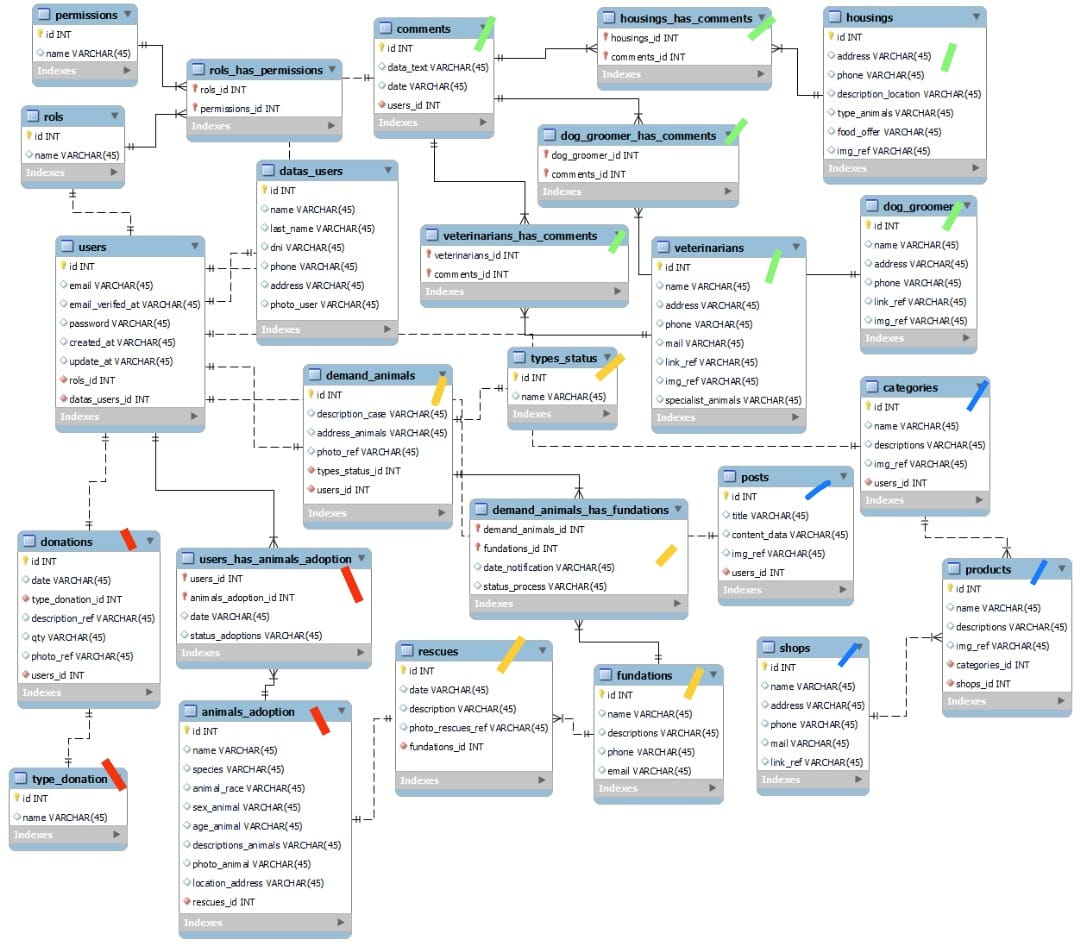 permissions
id INT
name VARCHAR(45)
Indexes
rols
id INT
name VARCHAR(45)
Indexes
rols_has_permissions
rols_id INT
permissions_id INT
Indexes
comments
id INT
data_text VARCHAR(45)
date VARCHAR(45)
users_id INT
Indexes
housings_has_comments
housings_id INT
comments_id INT
Indexes
housings
id INT
address VARCHAR(45)
phone VARCHAR(45)
description_location VARCHAR(45)
type_animals VARCHAR(45)
food_offer VARCHAR(45)
img_ref VARCHAR(45)
Indexes
dog_groomer_has_comments
dog_groomer_id INT
comments_id INT
Indexes
datas_users
id INT
name VARCHAR(45)
last_name VARCHAR(45)
dni VARCHAR(45)
phone VARCHAR(45)
address VARCHAR(45)
photo_user VARCHAR(45)
Indexes
users
id INT
email VARCHAR(45)
email_verifed_at VARCHAR(45)
password VARCHAR(45)
created_at VARCHAR(45)
update_at VARCHAR(45)
rols_id INT
datas_users_id INT
Indexes
veterinarians_has_comments
veterinarians_id INT
comments_id INT
Indexes
veterinarians
id INT
name VARCHAR(45)
address VARCHAR(45)
phone VARCHAR(45)
mail VARCHAR(45)
link_ref VARCHAR(45)
img_ref VARCHAR(45)
specialist_animals VARCHAR(45)
Indexes
dog_groomer
id INT
name VARCHAR(45)
address VARCHAR(45)
phone VARCHAR(45)
link_ref VARCHAR(45)
img_ref VARCHAR(45)
Indexes
types_status
id INT
name VARCHAR(45)
Indexes
demand_animals
id INT
description_case VARCHAR(45)
address_animals VARCHAR(45)
photo_ref VARCHAR(45)
types_status_id INT
users_id INT
Indexes
categories
id INT
name VARCHAR(45)
descriptions VARCHAR(45)
img_ref VARCHAR(45)
users_id INT
Indexes
posts
id INT
title VARCHAR(45)
content_data VARCHAR(45)
img_ref VARCHAR(45)
users_id INT
Indexes
demand_animals_has_fundations
demand_animals_id INT
fundations_id INT
date_notification VARCHAR(45)
status_process VARCHAR(45)
Indexes
donations
id INT
date VARCHAR(45)
type_donation_id INT
description_ref VARCHAR(45)
qty VARCHAR(45)
photo_ref VARCHAR(45)
users_id INT
Indexes
users_has_animals_adoption
users_id INT
animals_adoption_id INT
date VARCHAR(45)
status_adoptions VARCHAR(45)
Indexes
products
id INT
name VARCHAR(45)
descriptions VARCHAR(45)
img_ref VARCHAR(45)
categories_id INT
shops_id INT
Indexes
rescues
id INT
date VARCHAR(45)
description VARCHAR(45)
photo_rescues_ref VARCHAR(45)
fundations_id INT
Indexes
fundations
id INT
name VARCHAR(45)
descriptions VARCHAR(45)
phone VARCHAR(45)
email VARCHAR(45)
Indexes
shops
id INT
name VARCHAR(45)
address VARCHAR(45)
phone VARCHAR(45)
mail VARCHAR(45)
link_ref VARCHAR(45)
Indexes
animals_adoption
id INT
name VARCHAR(45)
species VARCHAR(45)
animal_race VARCHAR(45)
sex_animal VARCHAR(45)
age_animal VARCHAR(45)
descriptions_animals VARCHAR(45)
photo_animal VARCHAR(45)
location_address VARCHAR(45)
rescues_id INT
Indexes
type_donation
id INT
name VARCHAR(45)
Indexes